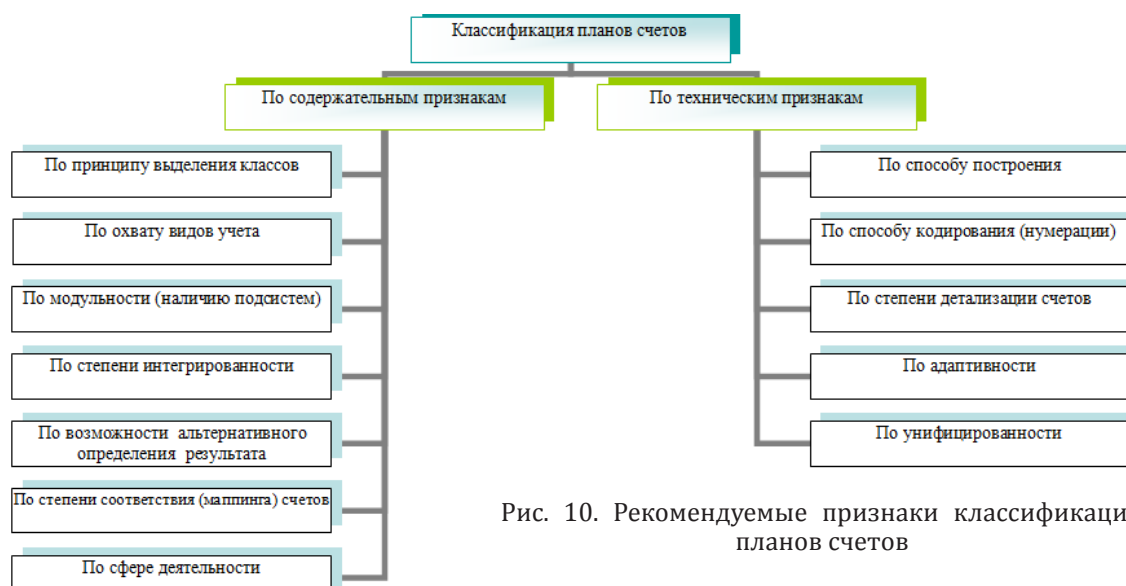 Классификация планов счетов
По содержательным признакам
По техническим признакам
По принципу выделения классов
По охвату видов учета
По модульности (наличию подсистем)
По степени интегрированности
По возможности альтернативного
определения результата
По степени соответствия (маппинга) счетов
По сфере деятельности
По способу построения
По способу кодирования (нумерации)
По степени детализации счетов
По адаптивности
По унифицированности
Рис. 10. Рекомендуемые признаки классификаци
планов счетов